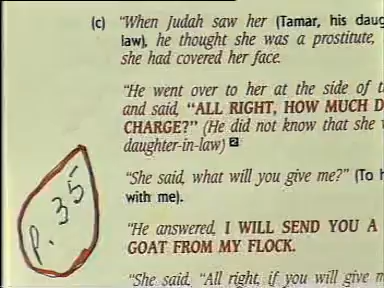 (c) "When Judah saw her (Tamar, his
law), he thought she was a prostitute,
she had covered her face.
"He went over to her at the side of
and said, "ALL RIGHT, HOW MUCH
CHARGE?" (He did not know that she
daughter-in-law) 2
"She said, what will you give me?" (To
with me).
"He answered, I WILL SEND YOU A
GOAT FROM MY FLOCK.
"She said, "All right, if you will give
P. 35